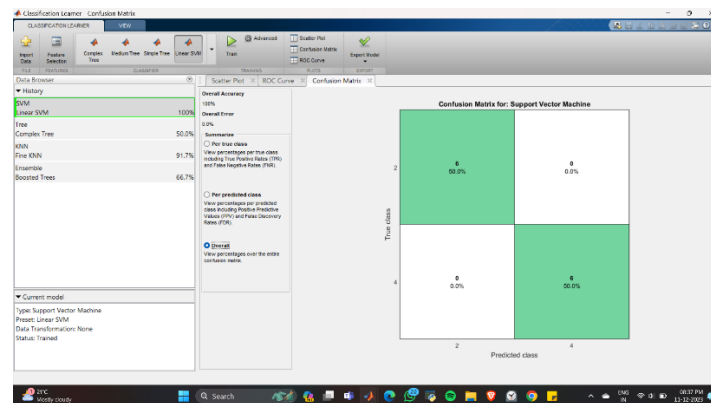 Classification Learner - Confusion Matrix
CLASSIFICATION LEARNER VIEW
Import Data
Feature Selection
Complex Tree
Medium Tree
Simple Tree
Linear SVM
Train
Advanced
Scatter Plot
Confusion Matrix
ROC Curve
Export Model
FILE FEATURES CLASSIFIER TRAINING PLOTS EXPORT
Data Browser
Scatter Plot ROC Curve Confusion Matrix
History
SVM
Linear SVM 100%
Tree
Complex Tree 50.0%
KNN
Fine KNN 91.7%
Ensemble
Boosted Trees 66.7%
Current model
Type: Support Vector Machine
Preset: Linear SVM
Data Transformation: None
Status: Trained
Overall Accuracy
100%
Overall Error
0.0%
Summarize
Per true class
View percentages per true class
including True Positive Rates (TPR)
and False Negative Rates (FNR).
Per predicted class
View percentages per predicted
class including Positive Predictive
Values (PPV) and False Discovery
Rates (FDR).
Overall
View percentages over the entire
confusion matrix.
Confusion Matrix for: Support Vector Machine
True class
2
6
50.0%
0
0.0%
4
0
0.0%
6
50.0%
2 4
Predicted class
21°C
Mostly cloudy
Search
ENG
IN
08:37 PM
11-12-2023